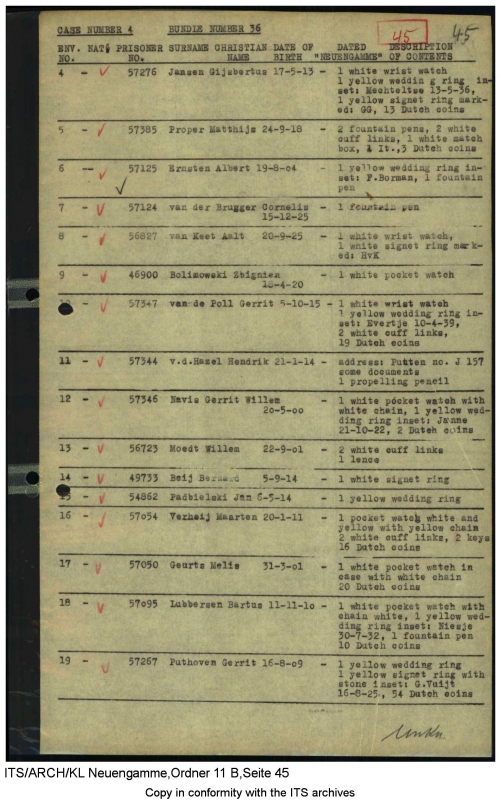 45 45
CASE NUMBER 4 BUNDLE NUMBER 36
ENV. NAT. PRISONER SURNAME CHRISTIAN DATE OF DATED DESCRIPTION
NO. NO. NAME BIRTH "NEUENGAMME" OF CONTENTS
4 - 57276 Jansen Gijsbertus 17-5-13 - 1 white wrist watch
1 yellow wedding ring in-
set: Mechteltse 13-5-36,
1 yellow signet ring mark-
ed: GG, 13 Dutch coins
5 - 57385 Proper Matthijs 24-9-18 - 2 fountain pens, 2 white
cuff links, 1 white match
box, 1 It.,3 Dutch coins
6 - 57125 Ernsten Albert 19-8-04 - 1 yellow wedding ring in-
set: F.Borman, 1 fountain
pen
7 - 57124 van der Brugger Cornelis - 1 fountain pen
15-12-25
8 - 56827 van Keet Aalt 20-9-25 - 1 white wrist watch,
1 white signet ring mark-
ed: HvK
9 - 46900 Bolimowski Zbigniew - 1 white pocket watch
18-4-20
10 - 57347 van de Poll Gerrit 5-10-15 - 1 white wrist watch
1 yellow wedding ring in-
set: Evertje 10-4-39,
2 white cuff links,
19 Dutch coins
11 - 57344 v.d.Hazel Hendrik 21-1-14 - address: Putten no. J 157
some documents
1 propelling pencil
12 - 57346 Navis Gerrit Willem - 1 white pocket watch with
20-5-00 white chain, 1 yellow wed-
ding ring inset: Janne
21-10-22, 2 Dutch coins
13 - 56723 Moedt Willem 22-9-01 - 2 white cuff links
1 lence
14 - 49733 Beij Bernard 5-9-14 - 1 white signet ring
15 - 54862 Padbielski Jan 6-5-14 - 1 yellow wedding ring
16 - 57054 Verheij Maarten 20-1-11 - 1 pocket watch white and
yellow with yellow chain
2 white cuff links, 2 keys
16 Dutch coins
17 - 57050 Geurts Melis 31-3-01 - 1 white pocket watch in
case with white chain
20 Dutch coins
18 - 57095 Lubbersen Bartus 11-11-10 - 1 white pocket watch with
chain white, 1 yellow wed-
ding ring inset: Niesje
30-7-32, 1 fountain pen
10 Dutch coins
19 - 57267 Puthoven Gerrit 16-8-09 - 1 yellow wedding ring
1 yellow signet ring with
stone inset: G.Vuijt
16-8-25, 54 Dutch coins
ITS/ARCH/KL Neuengamme,Ordner 11 B,Seite 45
Copy in conformity with the ITS archives